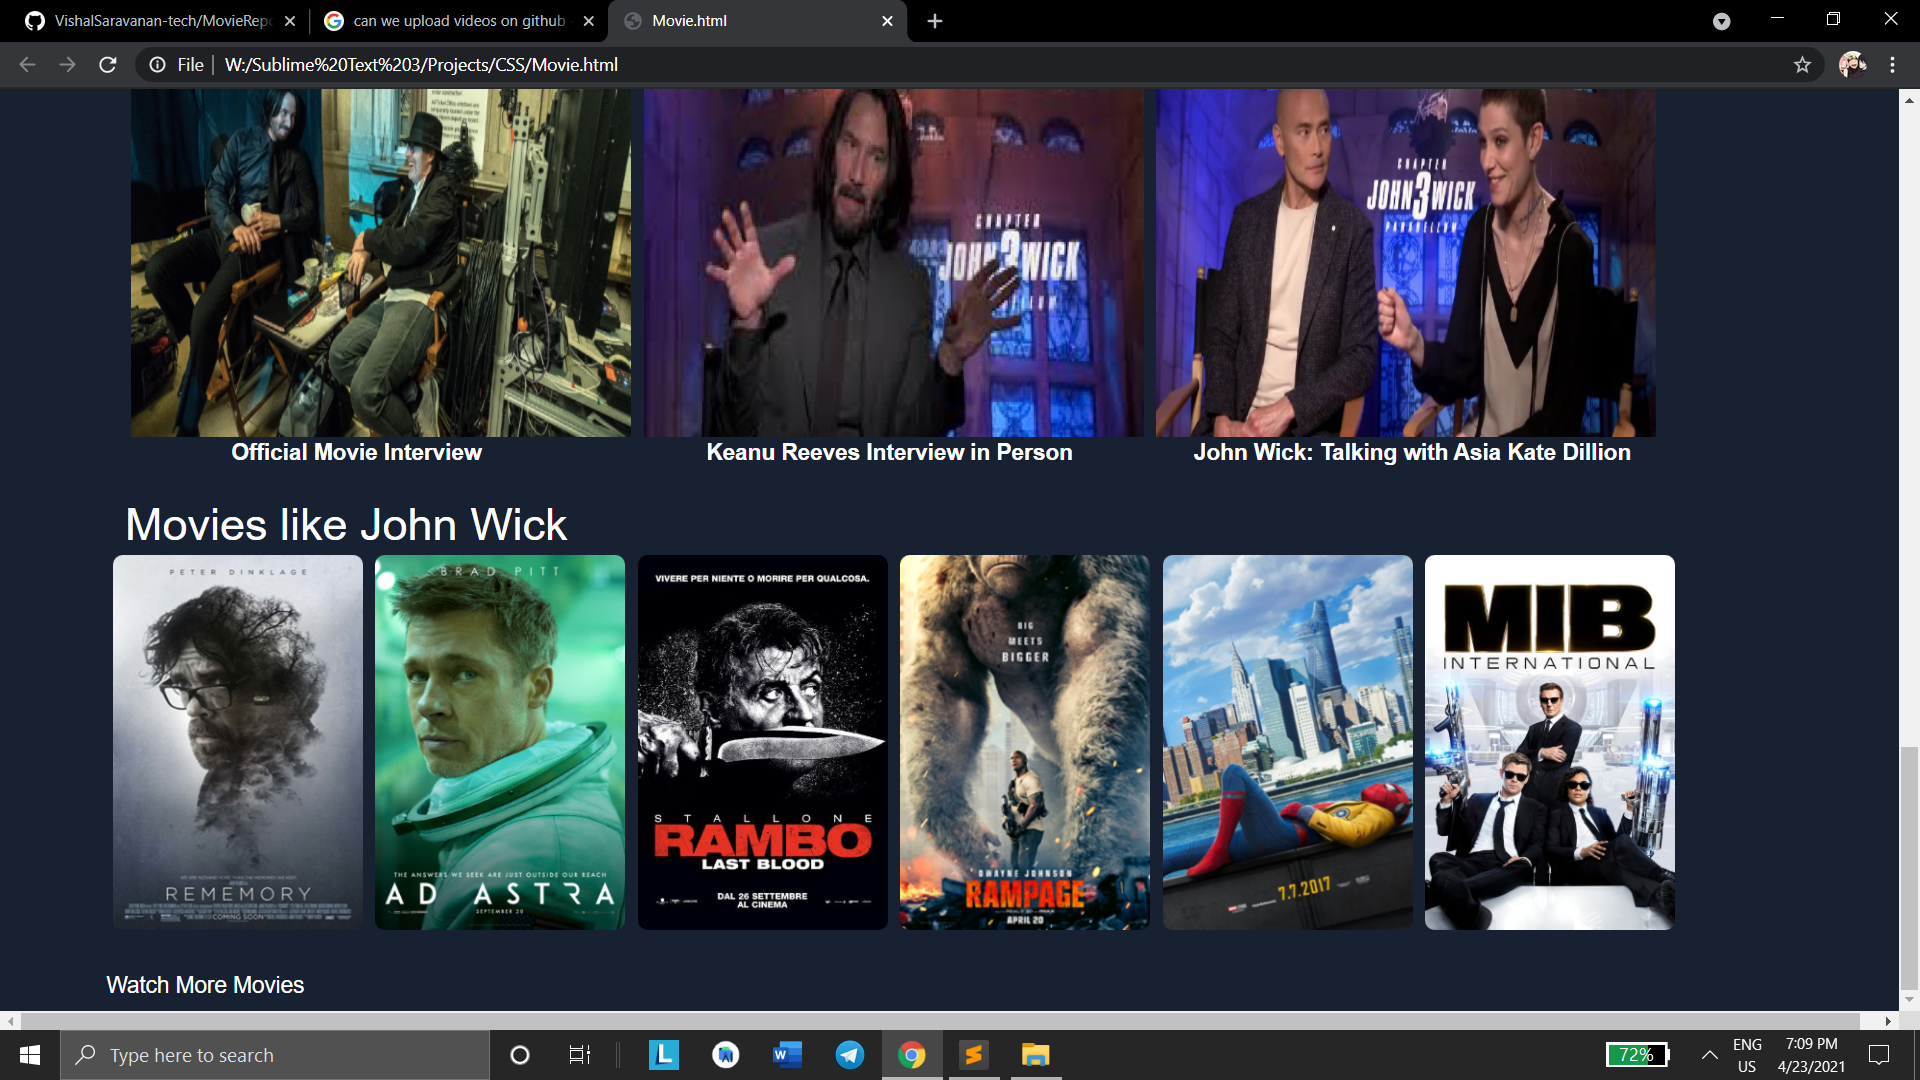 VishalSaravanan-tech/MovieRepo
can we upload videos on github
Movie.html
File
W:/Sublime%20Text%203/Projects/CSS/Movie.html
CHAPTER
JOHN 3 WICK
CHAPTER
JOHN 3 WICK
PARABELLUM
Official Movie Interview
Keanu Reeves Interview in Person
John Wick: Talking with Asia Kate Dillion
Movies like John Wick
PETER DINKLAGE
REMEMORY
COMING SOON
BRAD PITT
THE ANSWERS WE SEEK ARE JUST OUTSIDE OUR REACH
AD ASTRA
SEPTEMBER 20
VIVERE PER NIENTE O MORIRE PER QUALCOSA.
STALLONE
RAMBO
LAST BLOOD
DAL 26 SETTEMBRE
AL CINEMA
BIG
MEETS
BIGGER
DWAYNE JOHNSON
RAMPAGE
APRIL 20
7.7.2017
MIB
INTERNATIONAL
Watch More Movies
Type here to search
L
W
72%
ENG
US
7:09 PM
4/23/2021